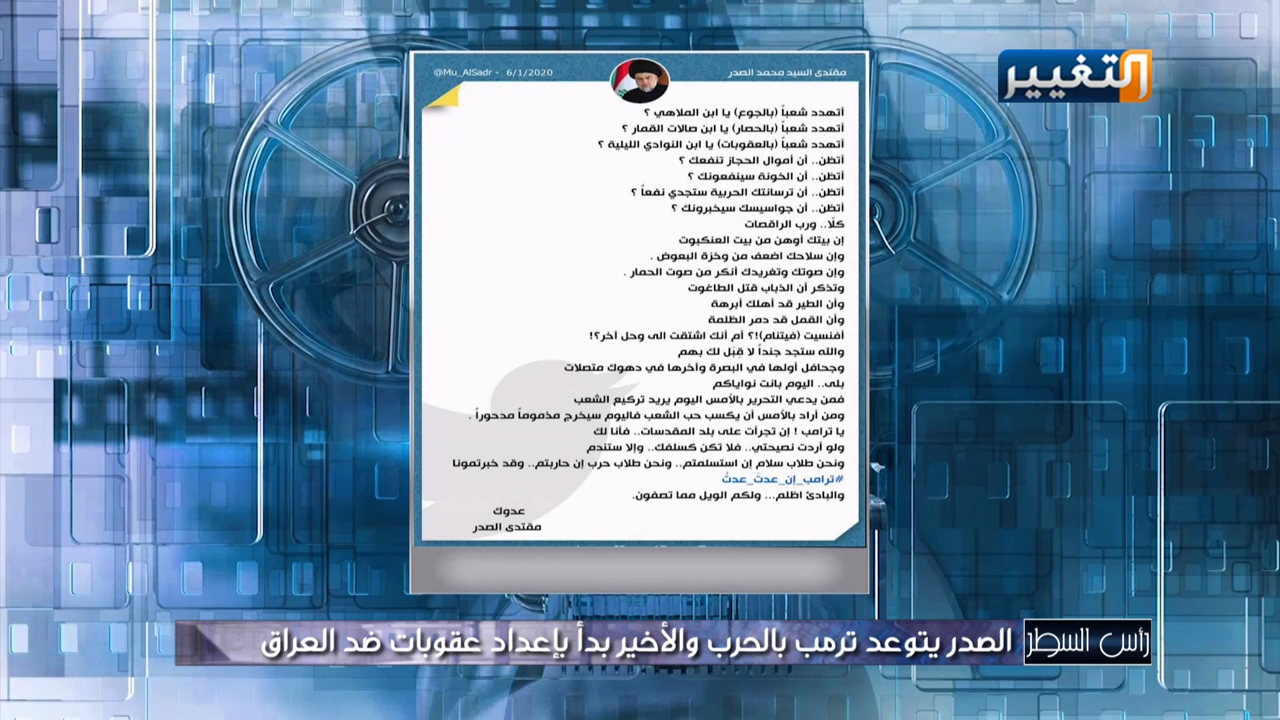 التغيير
@Mu_AlSadr - 6/1/2020
مقتدى السيد محمد الصدر
أتهدد شعباً (بالجوع) يا ابن الملاهي ؟
أتهدد شعباً (بالحصار) يا ابن صالات القمار ؟
أتهدد شعباً (بالعقوبات) يا ابن النوادي الليلية ؟
أتظن.. أن أموال الحجاز تنفعك ؟
أتظن.. أن الخونة سينفعونك ؟
أتظن.. أن ترسانتك الحربية ستجدي نفعاً ؟
أتظن.. أن جواسيسك سيخبرونك ؟
كلّا.. ورب الراقصات
إن بيتك أوهن من بيت العنكبوت
وإن سلاحك اضعف من وخزة البعوض .
وإن صوتك وتغريدك أنكر من صوت الحمار .
وتذكر أن الذباب قتل الطاغوت
وأن الطير قد أهلك أبرهة
وأن القمل قد دمر الظلمة
أفنسيت (فيتنام)!؟ أم أنك اشتقت الى وحل آخر؟!
والله ستجد جنداً لا قِبَل لك بهم
وجحافل أولها في البصرة وآخرها في دهوك متصلات
بلى.. اليوم بانت نواياكم
فمن يدعي التحرير بالأمس اليوم يريد تركيع الشعب
ومن أراد بالأمس أن يكسب حب الشعب فاليوم سيخرج مذموماً مدحوراً .
يا ترامب ! إن تجرأت على بلد المقدسات.. فأنا لك
ولو أردت نصيحتي.. فلا تكن كسلفك.. وإلا ستندم
ونحن طلاب سلام إن استسلمتم.. ونحن طلاب حرب إن حاربتم.. وقد خبرتمونا
#ترامب_إن_عدتَ_عدتُ
والبادئ اظلم... ولكم الويل مما تصفون.
عدوك
مقتدى الصدر
رأس السطر
الصدر يتوعد ترمب بالحرب والأخير بدأ بإعداد عقوبات ضد العراق